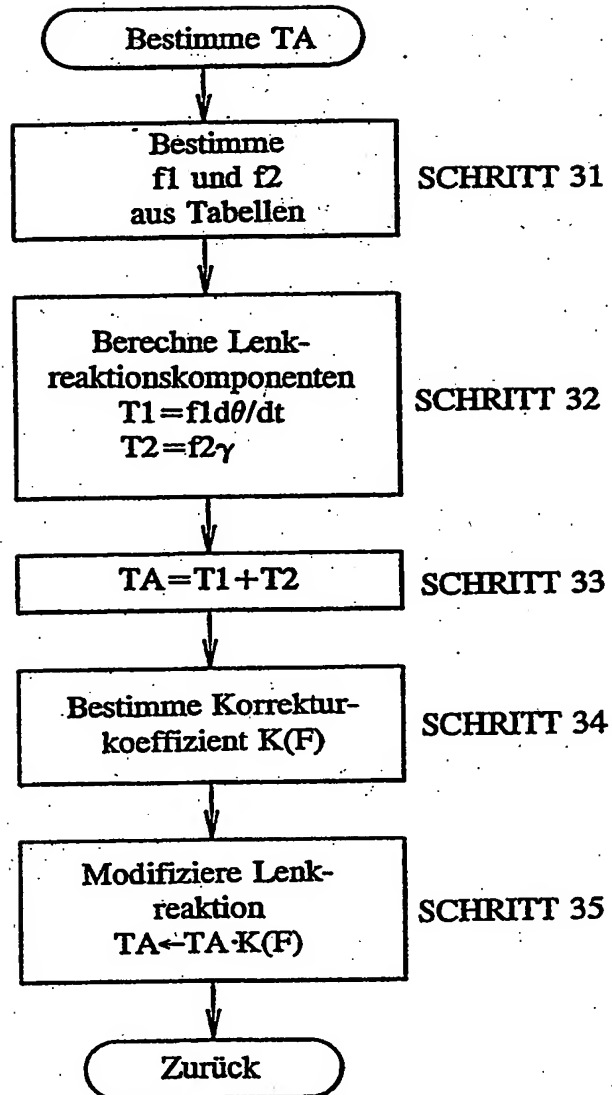 Bestimme TA
Bestimme
f1 und f2
aus Tabellen
SCHRITT 31
Berechne Lenk-
reaktionskomponenten
T1=f1dθ/dt
T2=f2γ
SCHRITT 32
TA=T1+T2
SCHRITT 33
Bestimme Korrektur-
koeffizient K(F)
SCHRITT 34
Modifiziere Lenk-
reaktion
TA←TA·K(F)
SCHRITT 35
Zurück